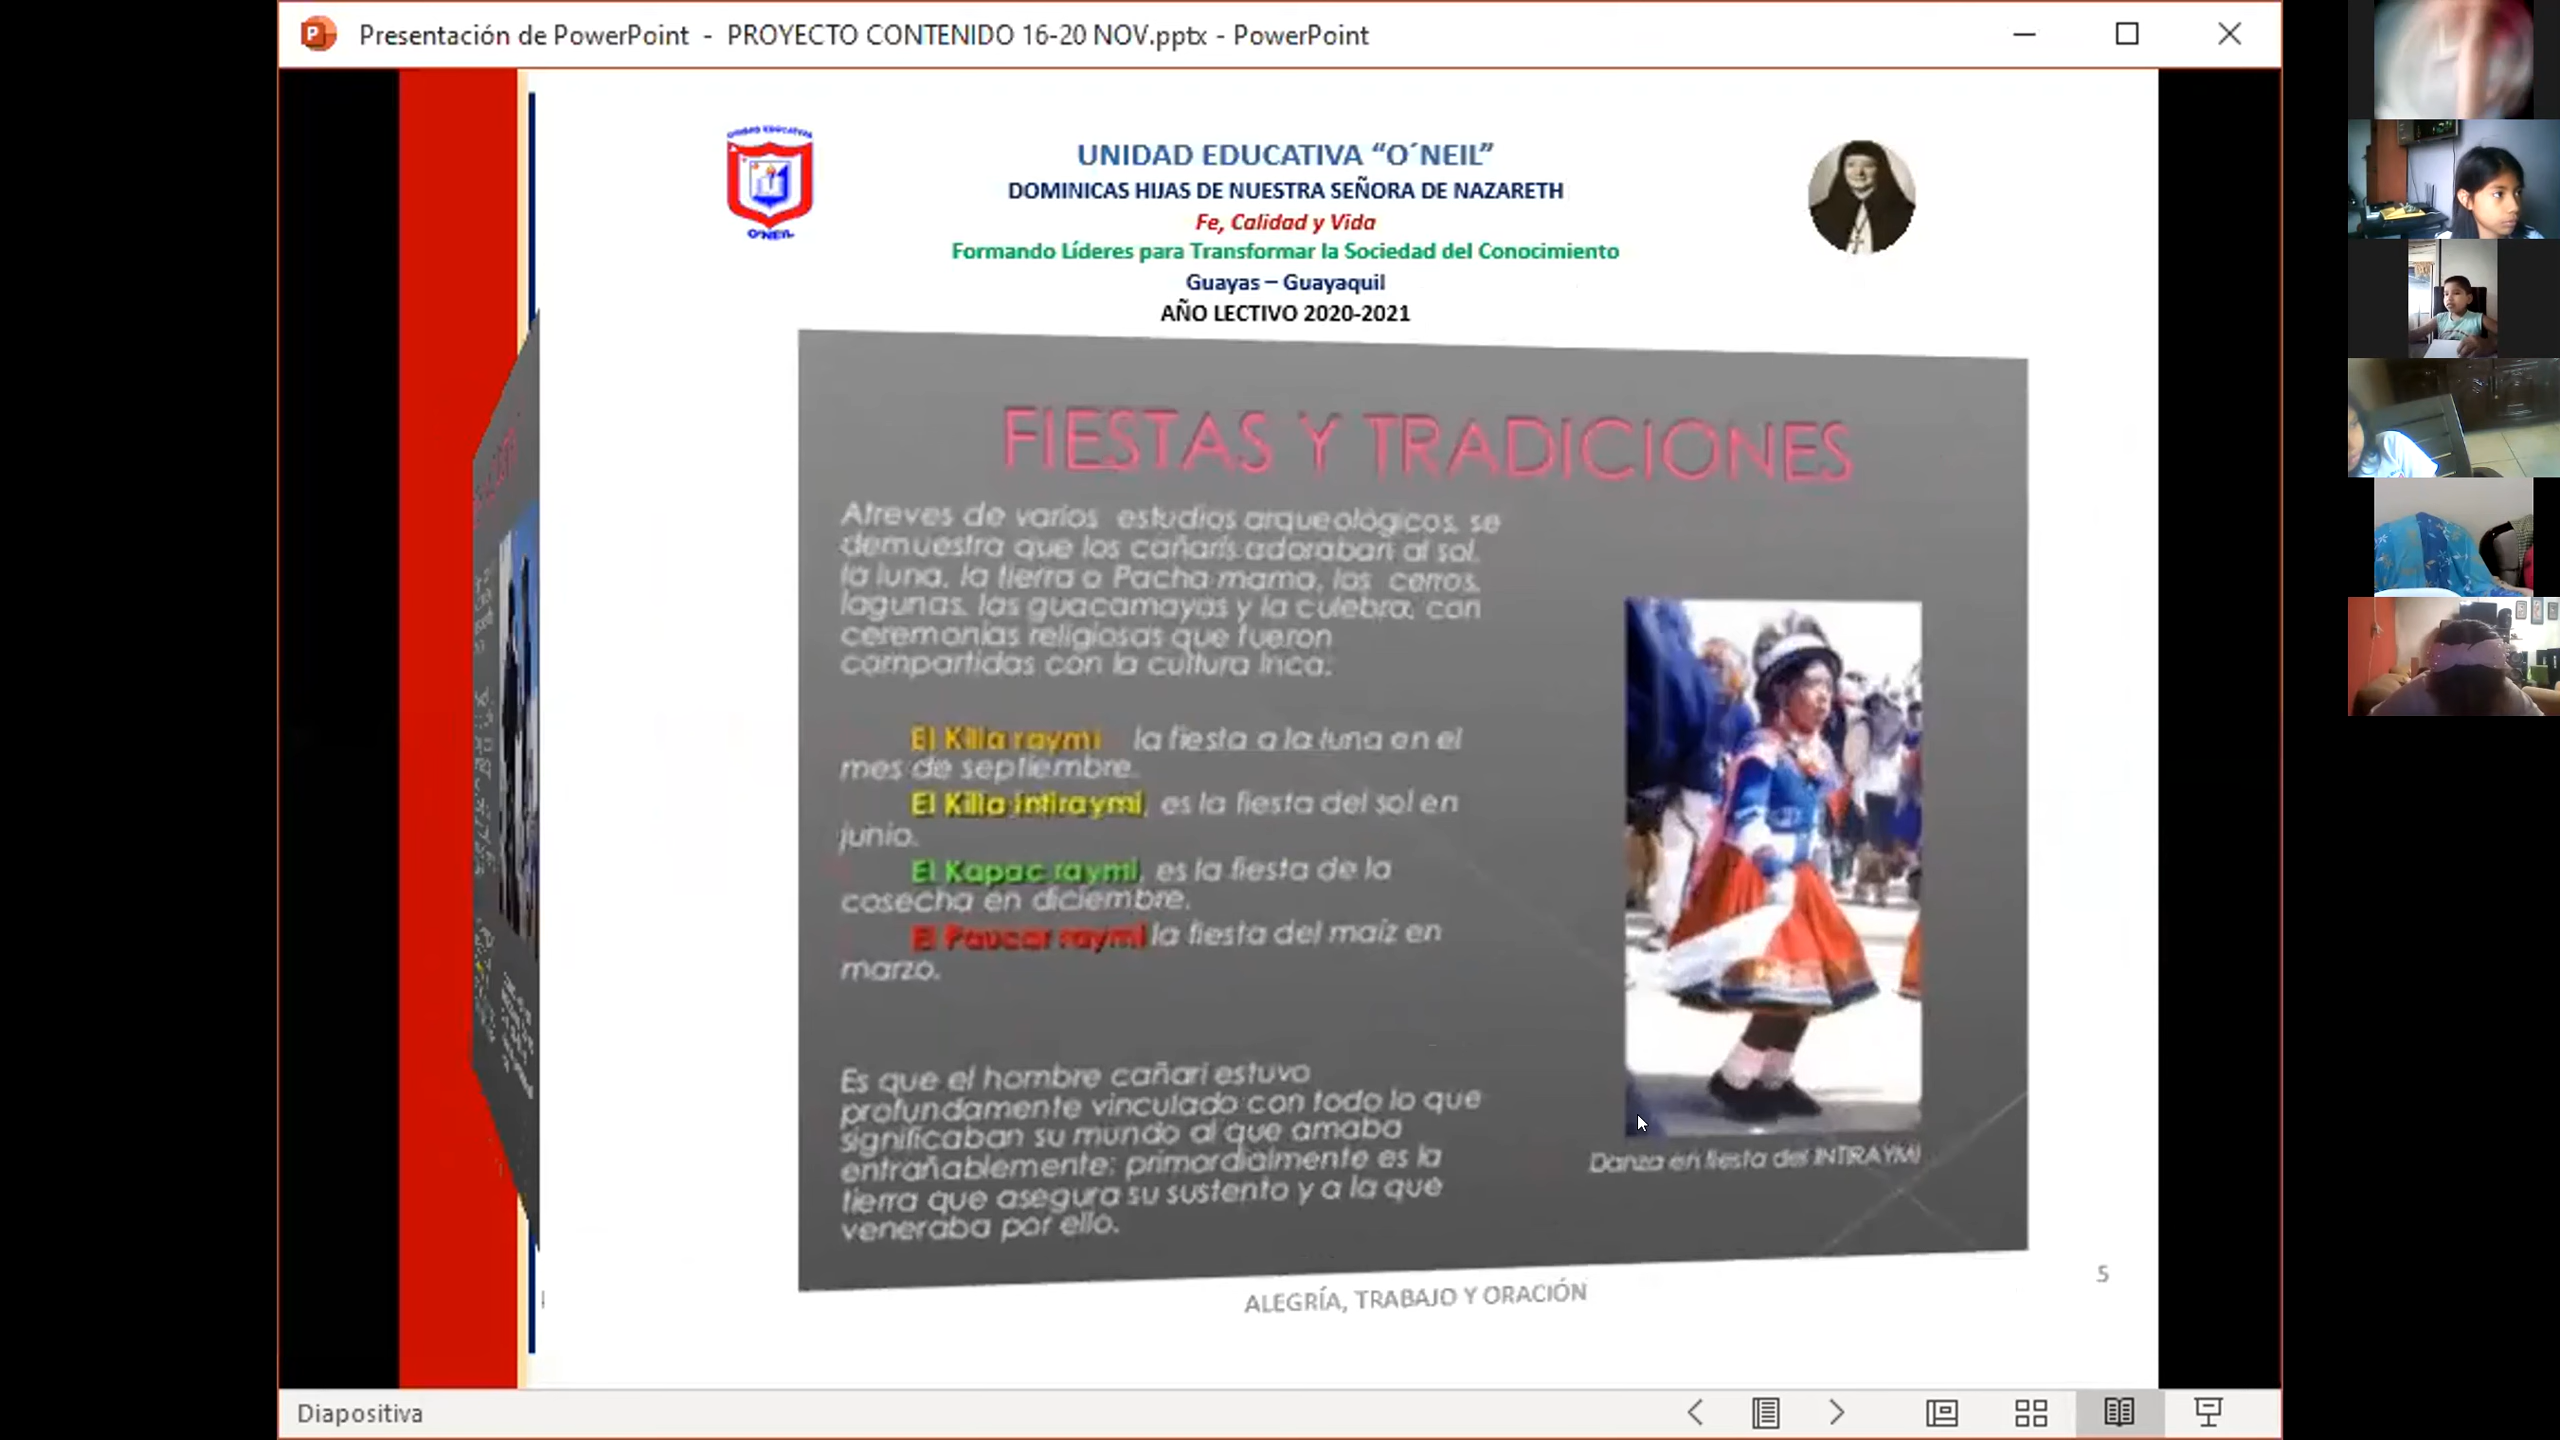 Presentación de PowerPoint - PROYECTO CONTENIDO 16-20 NOV.pptx - PowerPoint
UNIDAD EDUCATIVA
O'NEIL
UNIDAD EDUCATIVA “O´NEIL”
DOMINICAS HIJAS DE NUESTRA SEÑORA DE NAZARETH
Fe, Calidad y Vida
Formando Líderes para Transformar la Sociedad del Conocimiento
Guayas – Guayaquil
AÑO LECTIVO 2020-2021
FIESTAS Y TRADICIONES
Atreves de varios estudios arqueológicos, se
demuestra que los cañaris adoraban al sol,
la luna, la tierra o Pacha mama, los cerros,
lagunas, las guacamayas y la culebra, con
ceremonias religiosas que fueron
compartidas con la cultura Inca.
El Killa raymi la fiesta a la luna en el
mes de septiembre.
El Killa intiraymi, es la fiesta del sol en
junio.
El Kapac raymi, es la fiesta de la
cosecha en diciembre.
El Paucar raymi la fiesta del maíz en
marzo.
Es que el hombre cañari estuvo
profundamente vinculado con todo lo que
significaban su mundo al que amaba
entrañablemente; primordialmente es la
tierra que asegura su sustento y a la que
veneraba por ello.
Danza en fiesta del INTIRAYMI
5
ALEGRÍA, TRABAJO Y ORACIÓN
Diapositiva